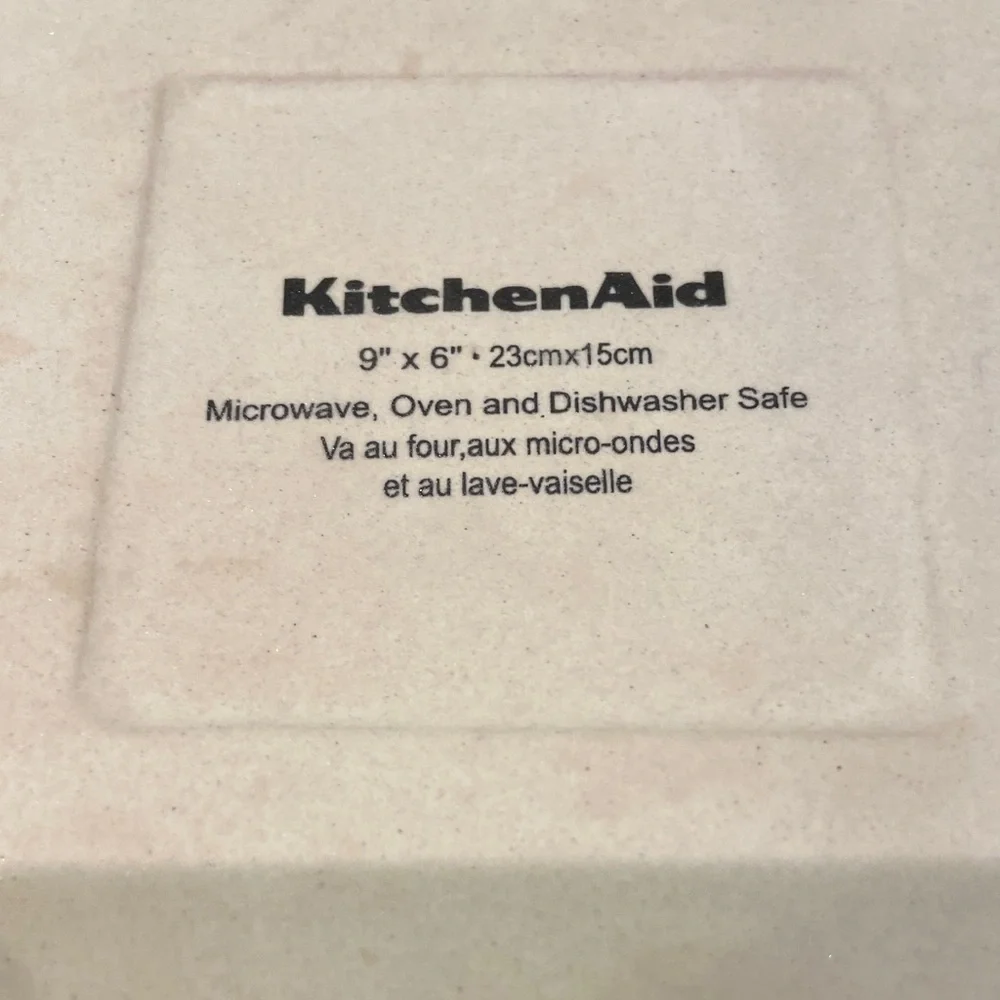 KitchenAid
9" x 6" · 23cmx15cm
Microwave, Oven and Dishwasher Safe
Va au four,aux micro-ondes
et au lave-vaiselle